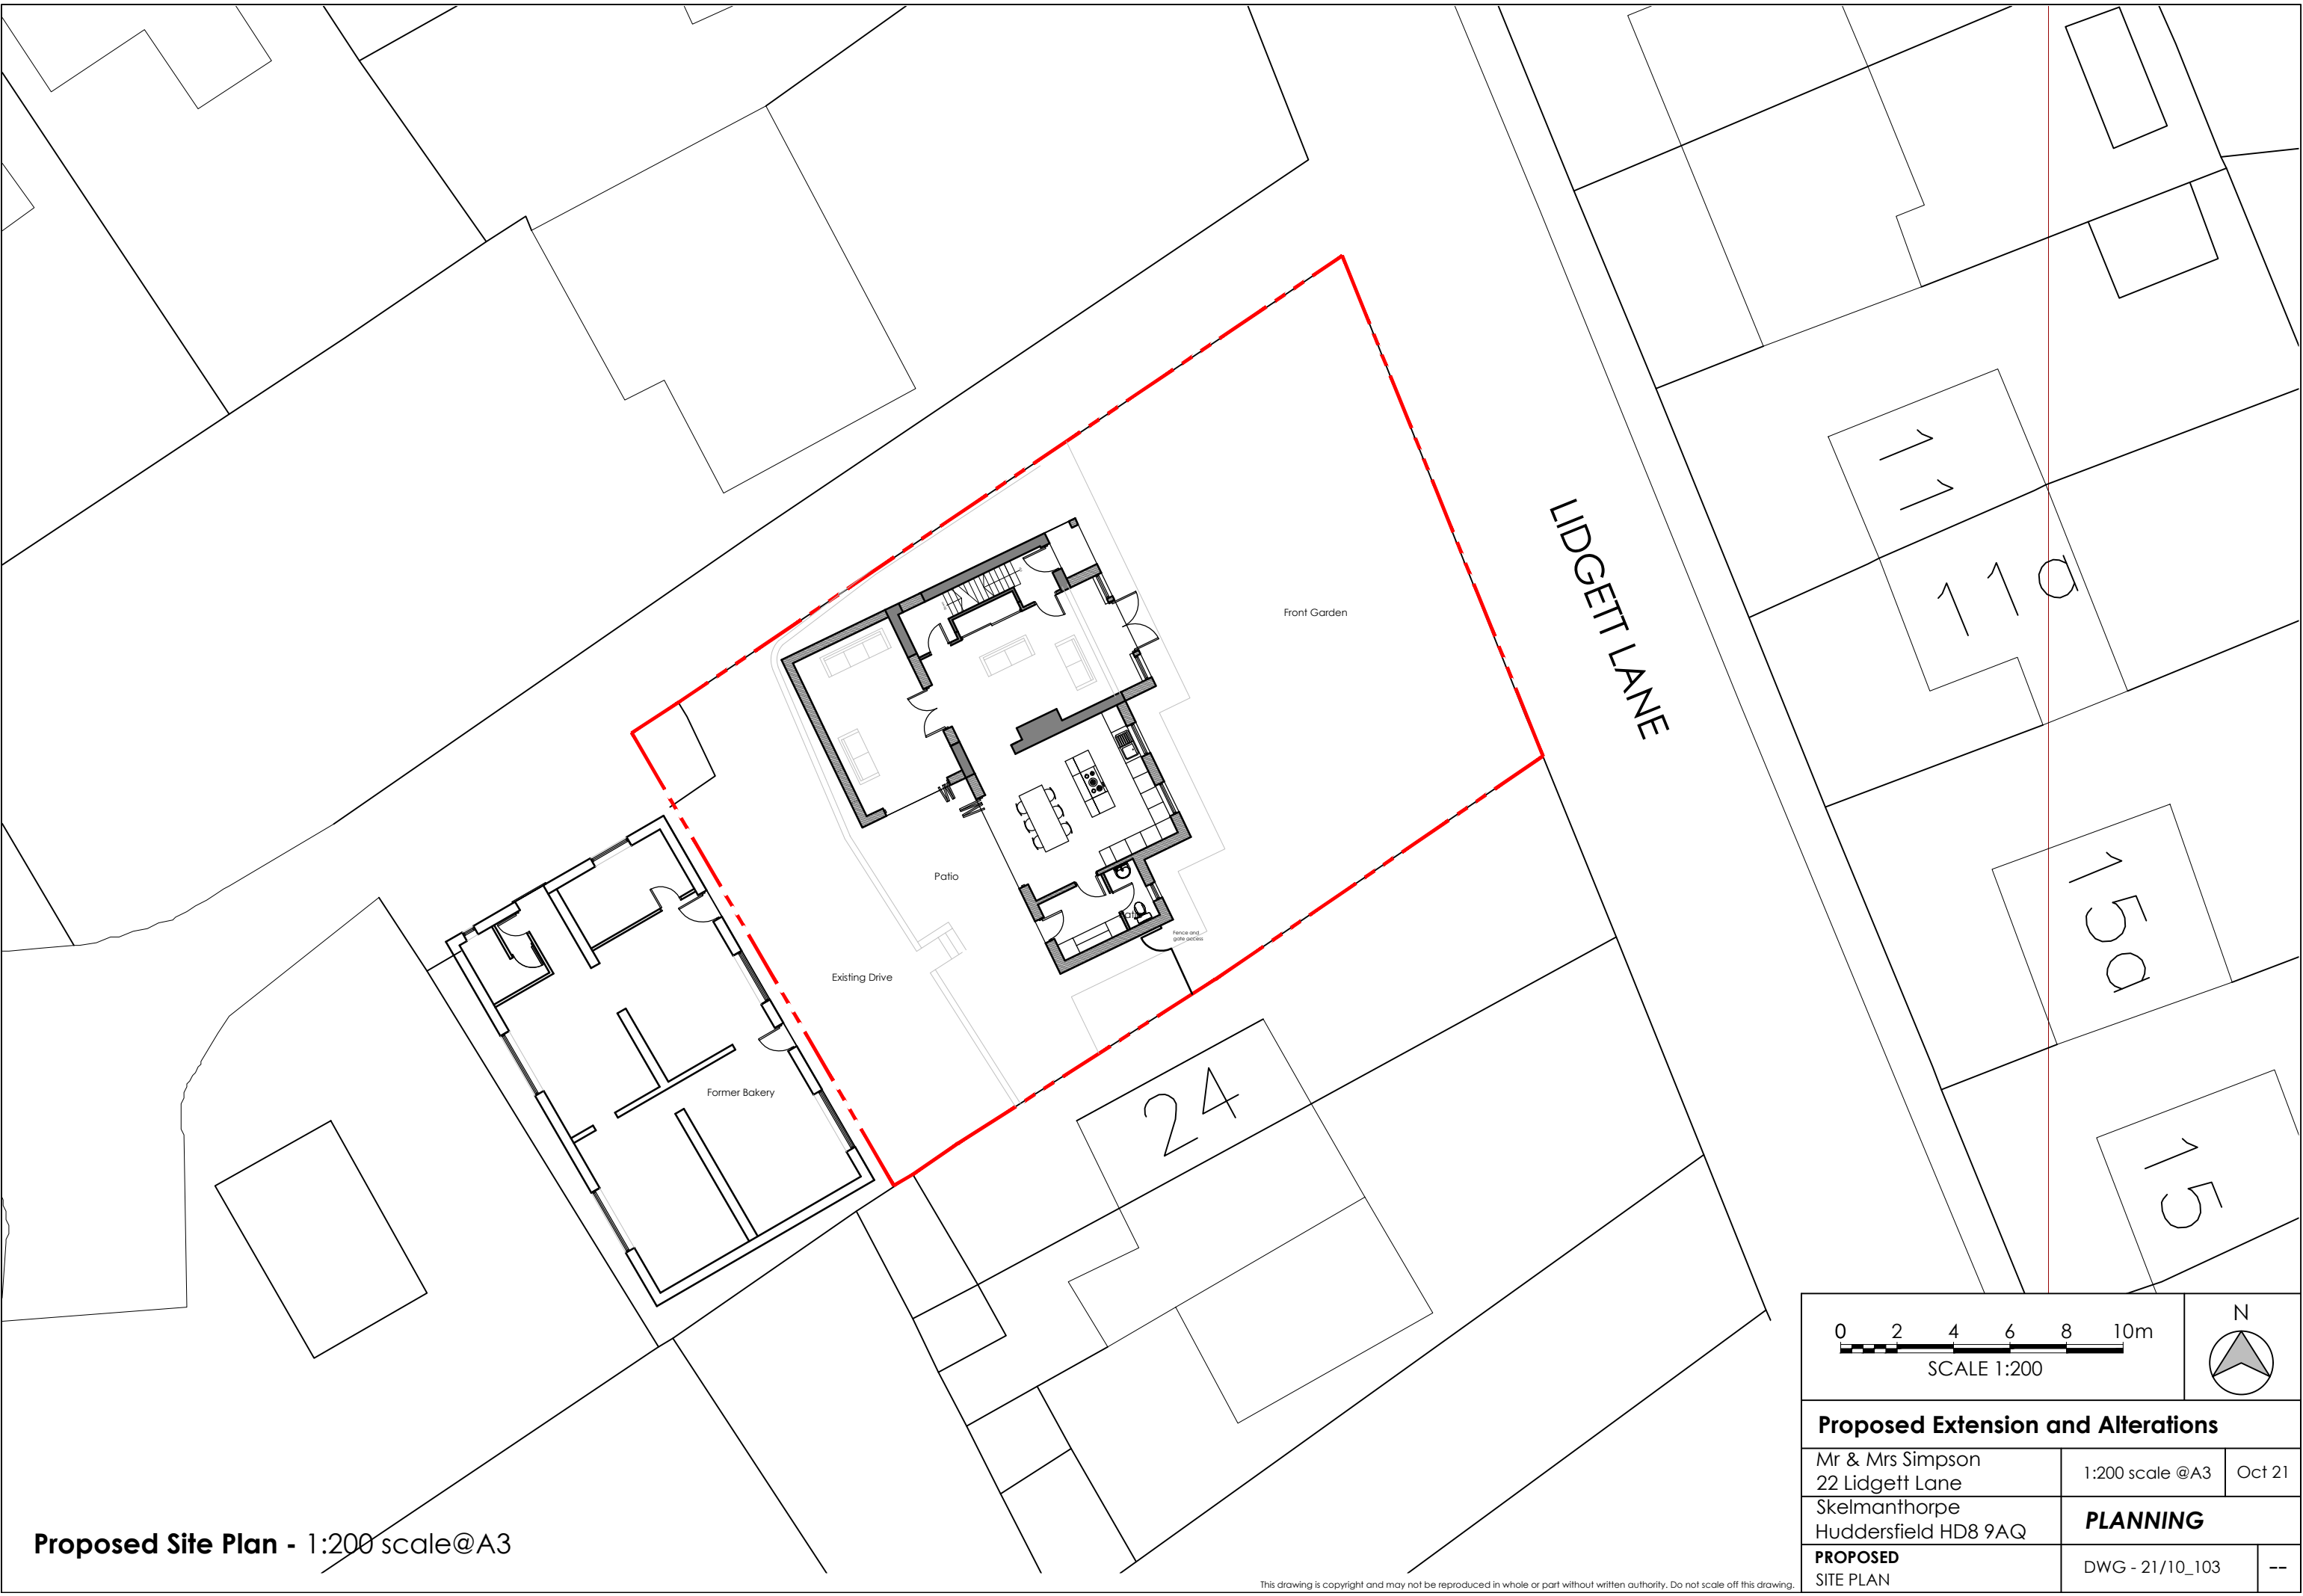 LIDGETT LANE
Front Garden
11
11a
15a
15
Patio
Fence and
gate access
Existing Drive
Former Bakery
24
0 2 4 6 8 10m
SCALE 1:200
N
Proposed Extension and Alterations
Mr & Mrs Simpson
22 Lidgett Lane
1:200 scale @A3
Oct 21
Skelmanthorpe
Huddersfield HD8 9AQ
PLANNING
PROPOSED
SITE PLAN
DWG - 21/10_103
--
Proposed Site Plan - 1:200 scale@A3
This drawing is copyright and may not be reproduced in whole or part without written authority. Do not scale off this drawing.